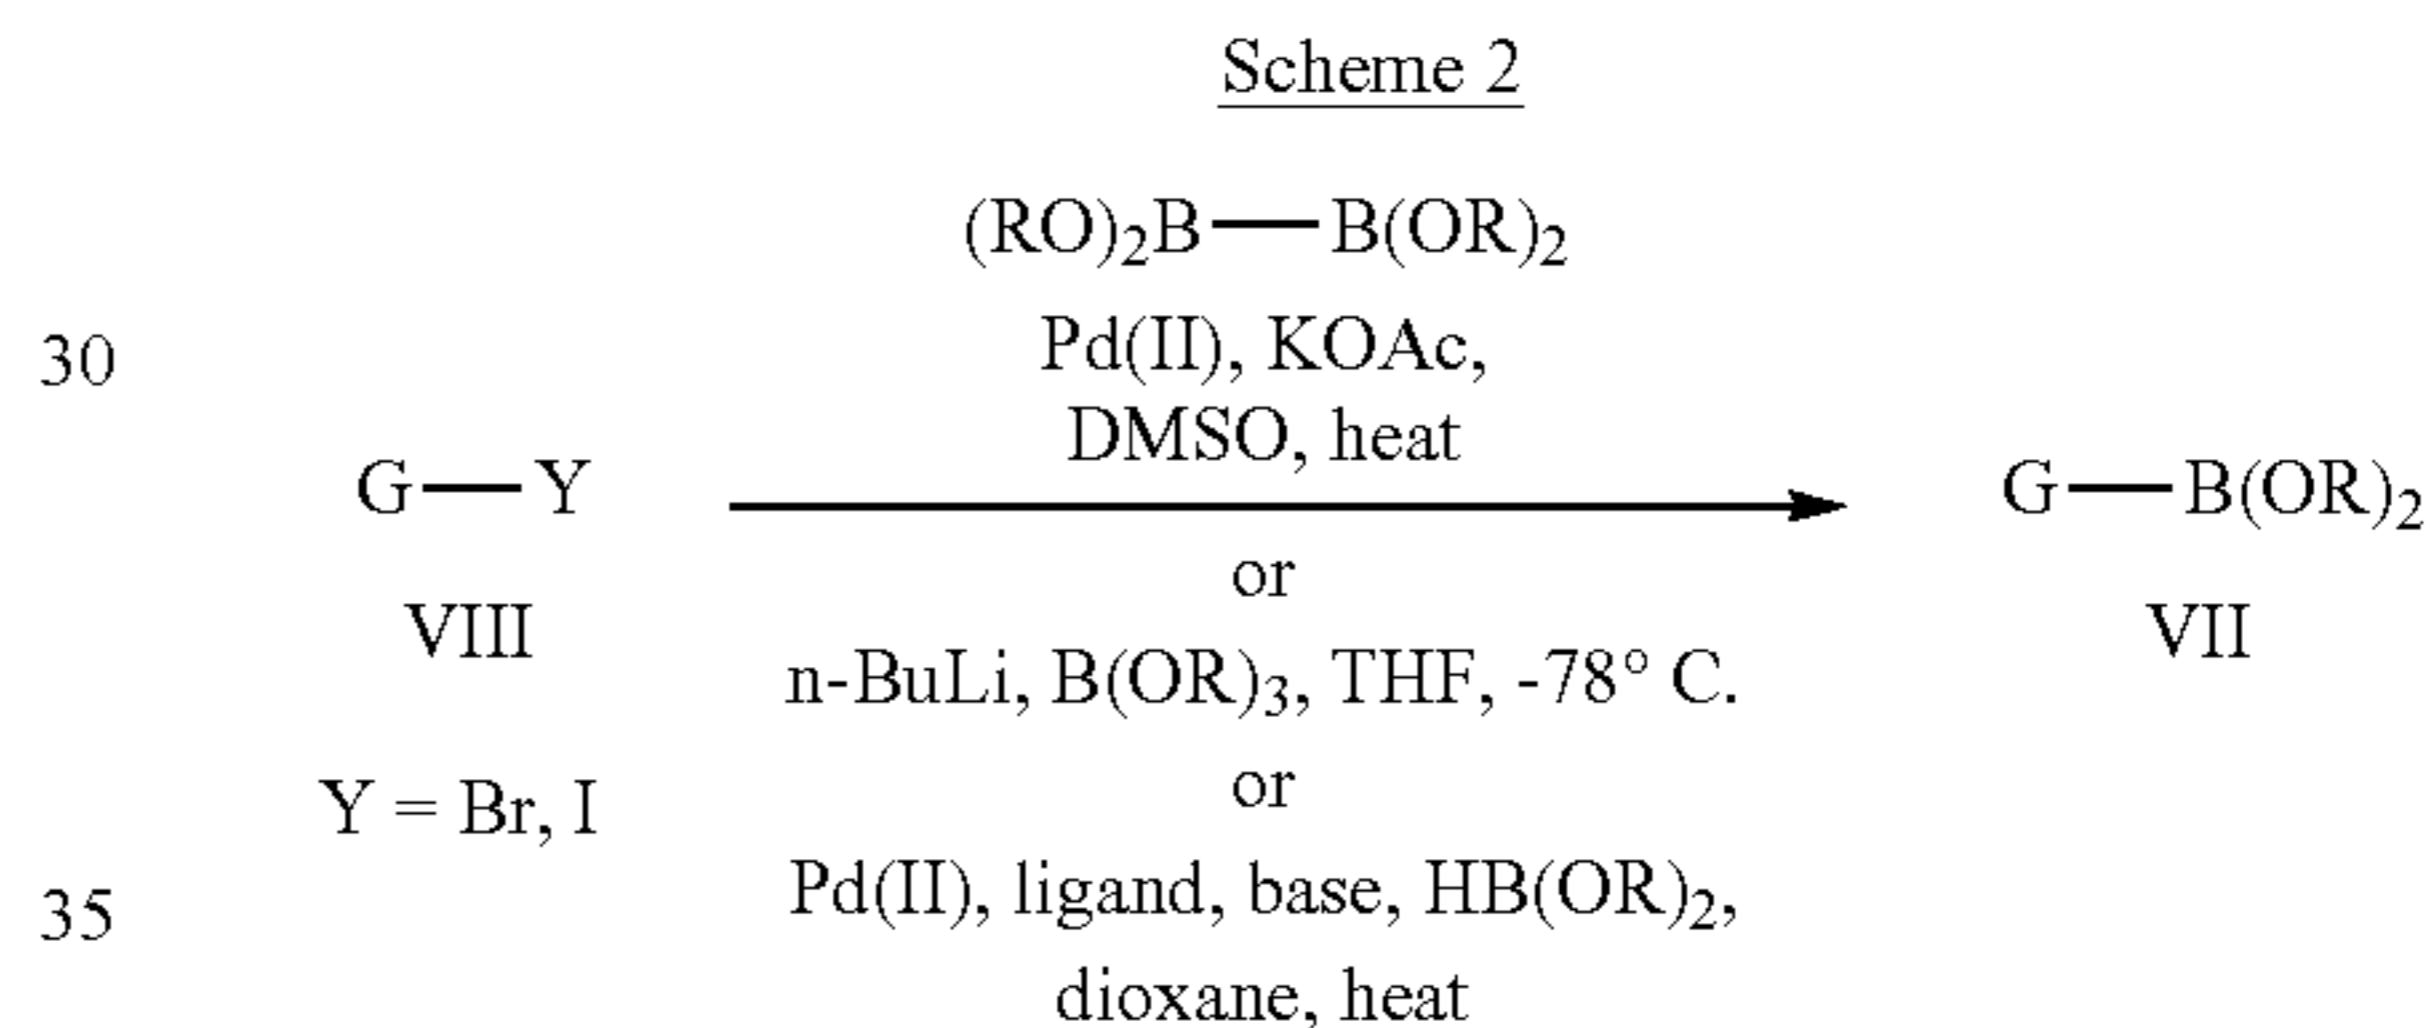 Scheme 2
(RO)₂B—B(OR)₂
30
Pd(II), KOAc,
DMSO, heat
G—Y
G—B(OR)₂
or
VIII
VII
n-BuLi, B(OR)₃, THF, -78° C.
Y = Br, I
or
35
Pd(II), ligand, base, HB(OR)₂,
dioxane, heat